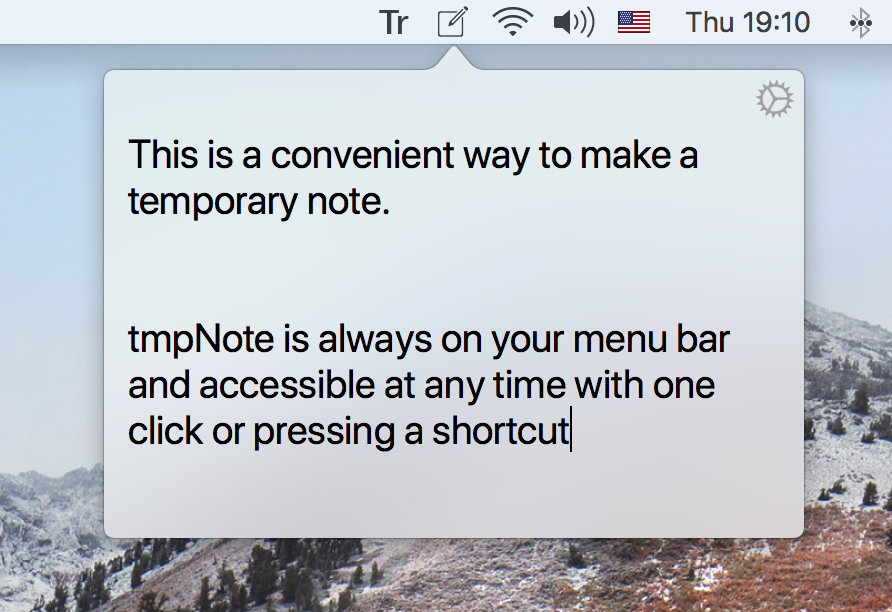 Tr Thu 19:10
This is a convenient way to make a
temporary note.
tmpNote is always on your menu bar
and accessible at any time with one
click or pressing a shortcut